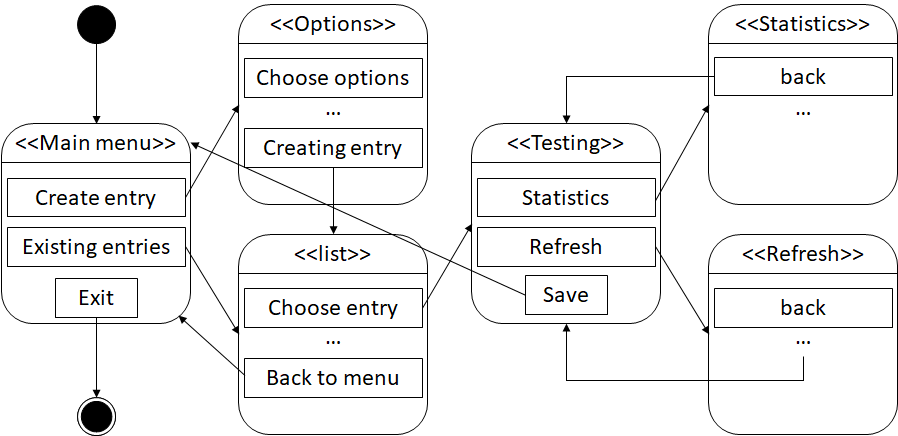 <<Main menu>>
Create entry
Existing entries
Exit
<<Options>>
Choose options
...
Creating entry
<<list>>
Choose entry
...
Back to menu
<<Testing>>
Statistics
Refresh
Save
<<Statistics>>
back
...
<<Refresh>>
back
...